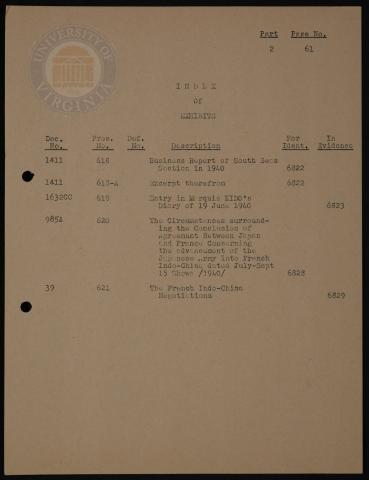 UNIVERSITY OF VIRGINIA
Part Page No.
2 61
INDEX
Of
EXHIBITS
Doc. Pros. Def. For In
No. No. No. Description Ident. Evidence
1411 618 Business Report of South Seas
Section in 1940 6822
1411 618-A Excerpt therefrom 6822
1632CC 619 Entry in Marquis KIDO's
Diary of 19 June 1940 6823
985A 620 The Circumstances surround-
ing the Conclusion of
Agreement Between Japan
and France Concerning
the advancement of the
Japanese Army into French
Indo-China dated July-Sept
15 Showa /1940/ 6828
39 621 The French Indo-China
Negotiations 6829